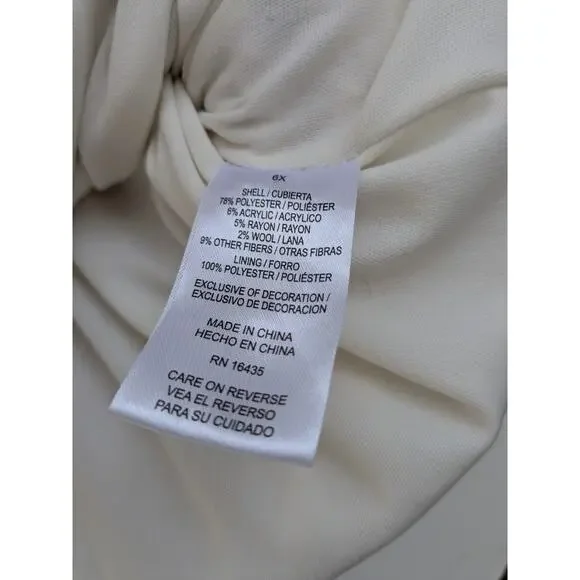 6X
SHELL / CUBIERTA
78% POLYESTER / POLIÉSTER
6% ACRYLIC / ACRÍLICO
5% RAYON / RAYON
2% WOOL / LANA
9% OTHER FIBERS / OTRAS FIBRAS
LINING / FORRO
100% POLYESTER / POLIÉSTER
EXCLUSIVE OF DECORATION /
EXCLUSIVO DE DECORACION
MADE IN CHINA
HECHO EN CHINA
RN 16435
CARE ON REVERSE
VEA EL REVERSO
PARA SU CUIDADO